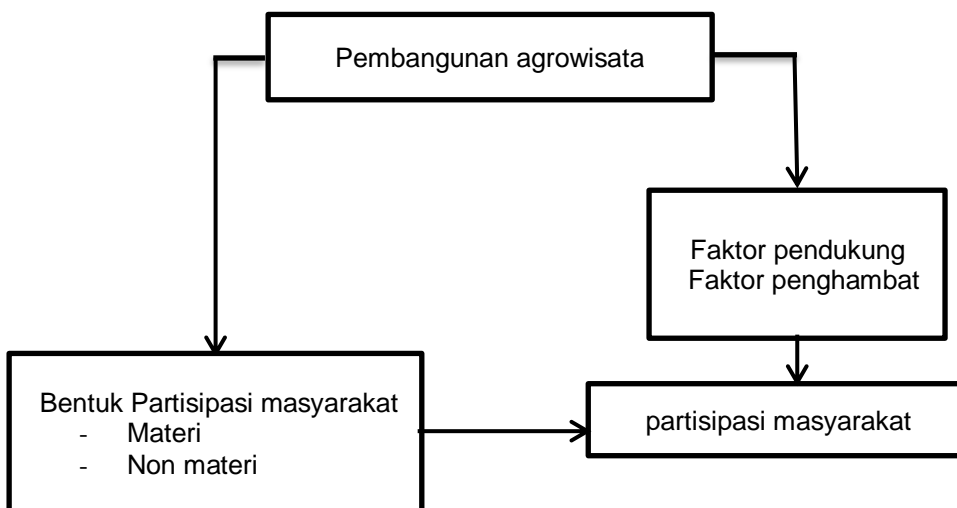 Pembangunan agrowisata
Faktor pendukung
Faktor penghambat
Bentuk Partisipasi masyarakat
- Materi
- Non materi
partisipasi masyarakat